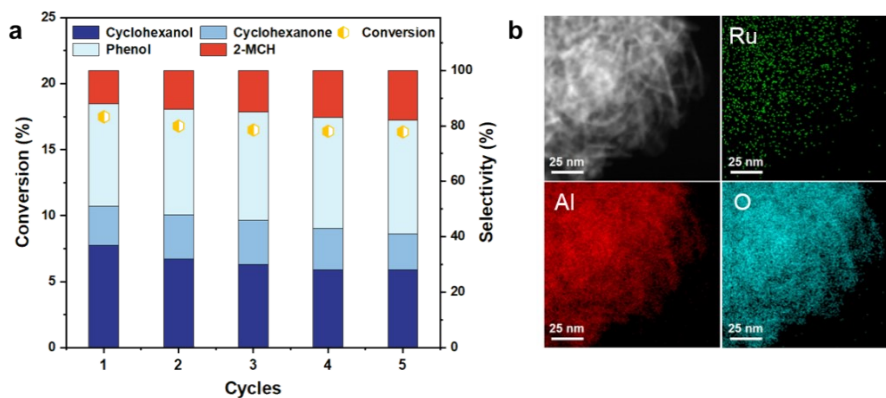 a
Cyclohexanol Cyclohexanone Conversion
Phenol 2-MCH
Conversion (%)
25
20
15
10
5
0
Selectivity (%)
100
80
60
40
20
0
1 2 3 4 5
Cycles
b
Ru
25 nm 25 nm
Al O
25 nm 25 nm